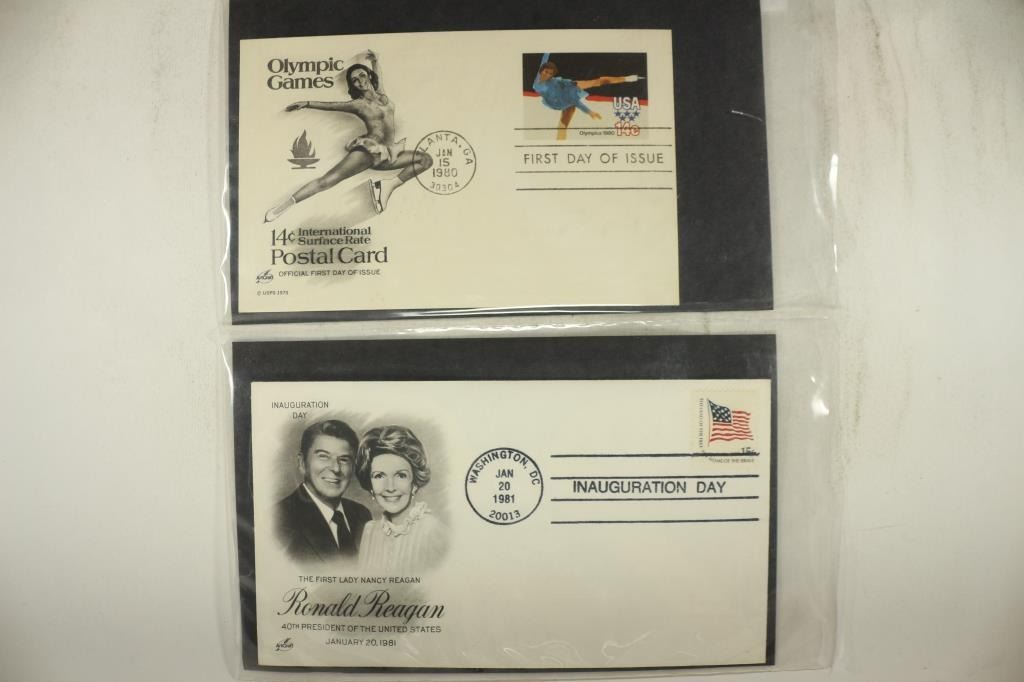 Olympic
Games
USA
14c
Olympics 1980
LANTA, GA
JAN
15
1980
30304
FIRST DAY OF ISSUE
14¢ International
Surface Rate
Postal Card
OFFICIAL FIRST DAY OF ISSUE
© USPS 1979
INAUGURATION
DAY
15c
WASHINGTON, DC
JAN
20
1981
20013
INAUGURATION DAY
THE FIRST LADY NANCY REAGAN
Ronald Reagan
40TH PRESIDENT OF THE UNITED STATES
JANUARY 20, 1981